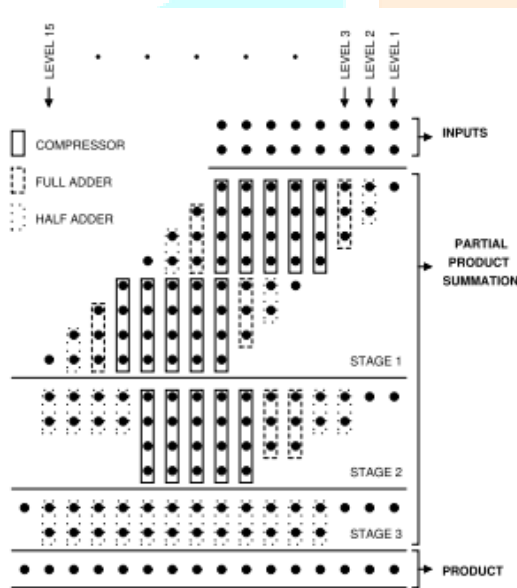 LEVEL 15
LEVEL 3
LEVEL 2
LEVEL 1
INPUTS
COMPRESSOR
FULL ADDER
HALF ADDER
PARTIAL
PRODUCT
SUMMATION
STAGE 1
STAGE 2
STAGE 3
PRODUCT